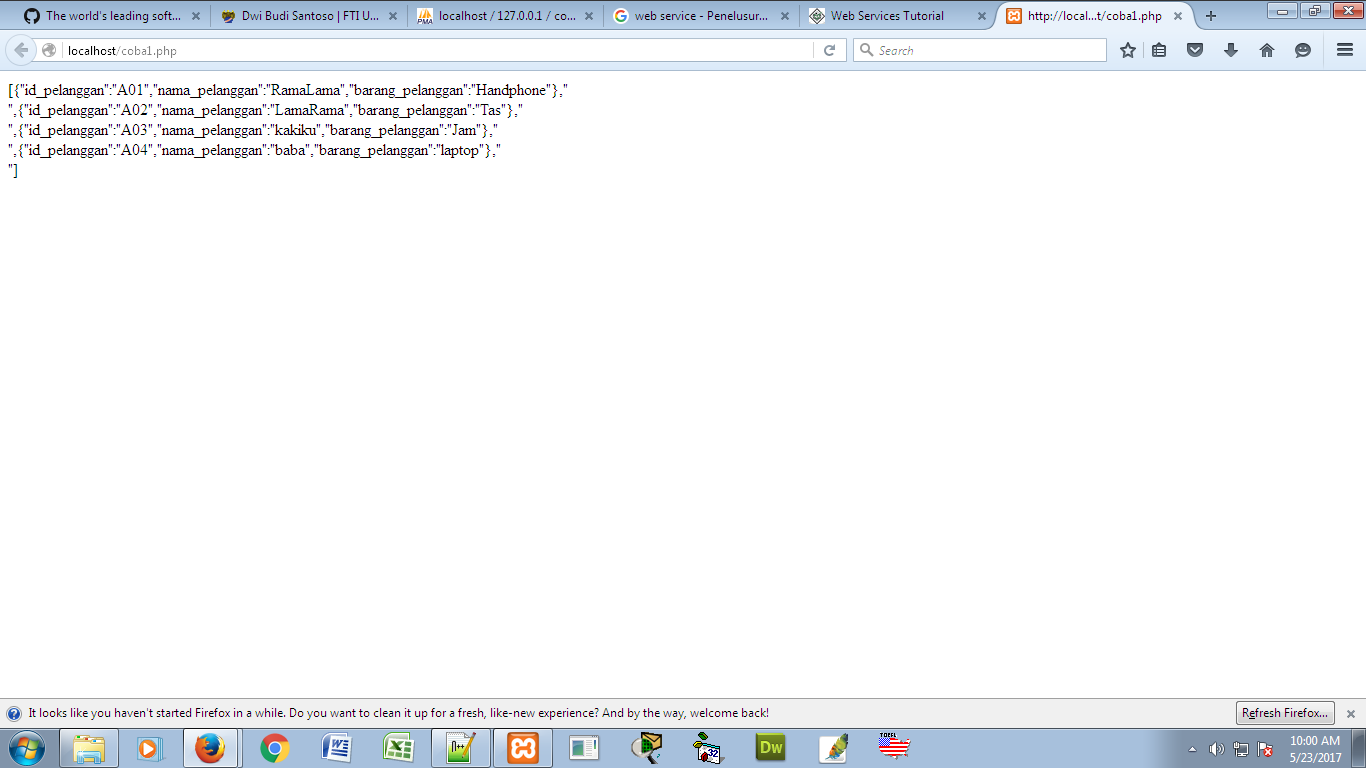 The world's leading soft...
Dwi Budi Santoso | FTI U...
localhost / 127.0.0.1 / co...
web service - Penelusur...
Web Services Tutorial
http://local...t/coba1.php
localhost/coba1.php
Search
[{"id_pelanggan":"A01","nama_pelanggan":"RamaLama","barang_pelanggan":"Handphone"},"
",{"id_pelanggan":"A02","nama_pelanggan":"LamaRama","barang_pelanggan":"Tas"},"
",{"id_pelanggan":"A03","nama_pelanggan":"kakiku","barang_pelanggan":"Jam"},"
",{"id_pelanggan":"A04","nama_pelanggan":"baba","barang_pelanggan":"laptop"},"
"]
It looks like you haven't started Firefox in a while. Do you want to clean it up for a fresh, like-new experience? And by the way, welcome back!
Refresh Firefox...
Dw
TOEFL
10:00 AM
5/23/2017